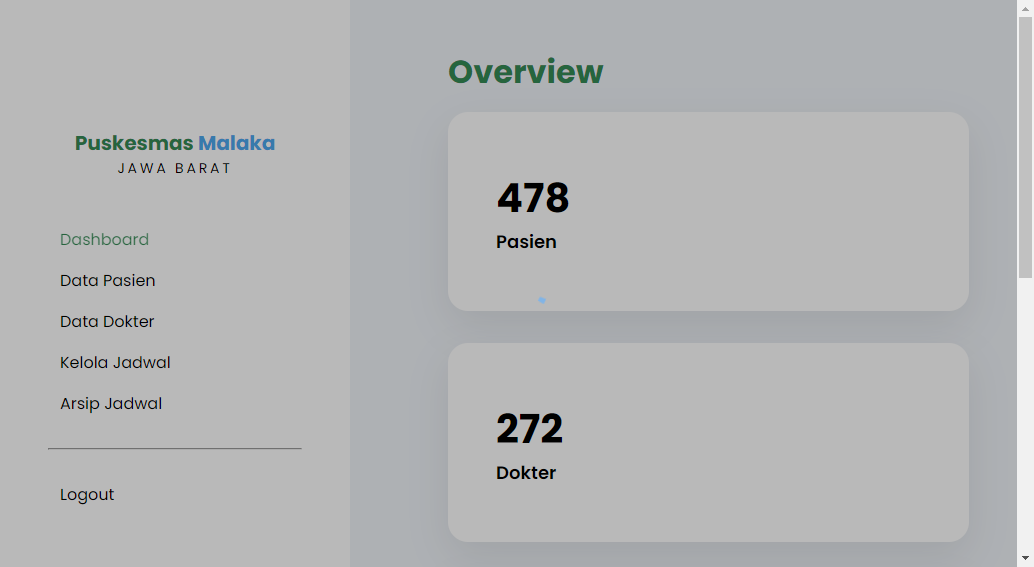 Puskesmas Malaka
JAWA BARAT
Dashboard
Data Pasien
Data Dokter
Kelola Jadwal
Arsip Jadwal
Logout
Overview
478
Pasien
272
Dokter